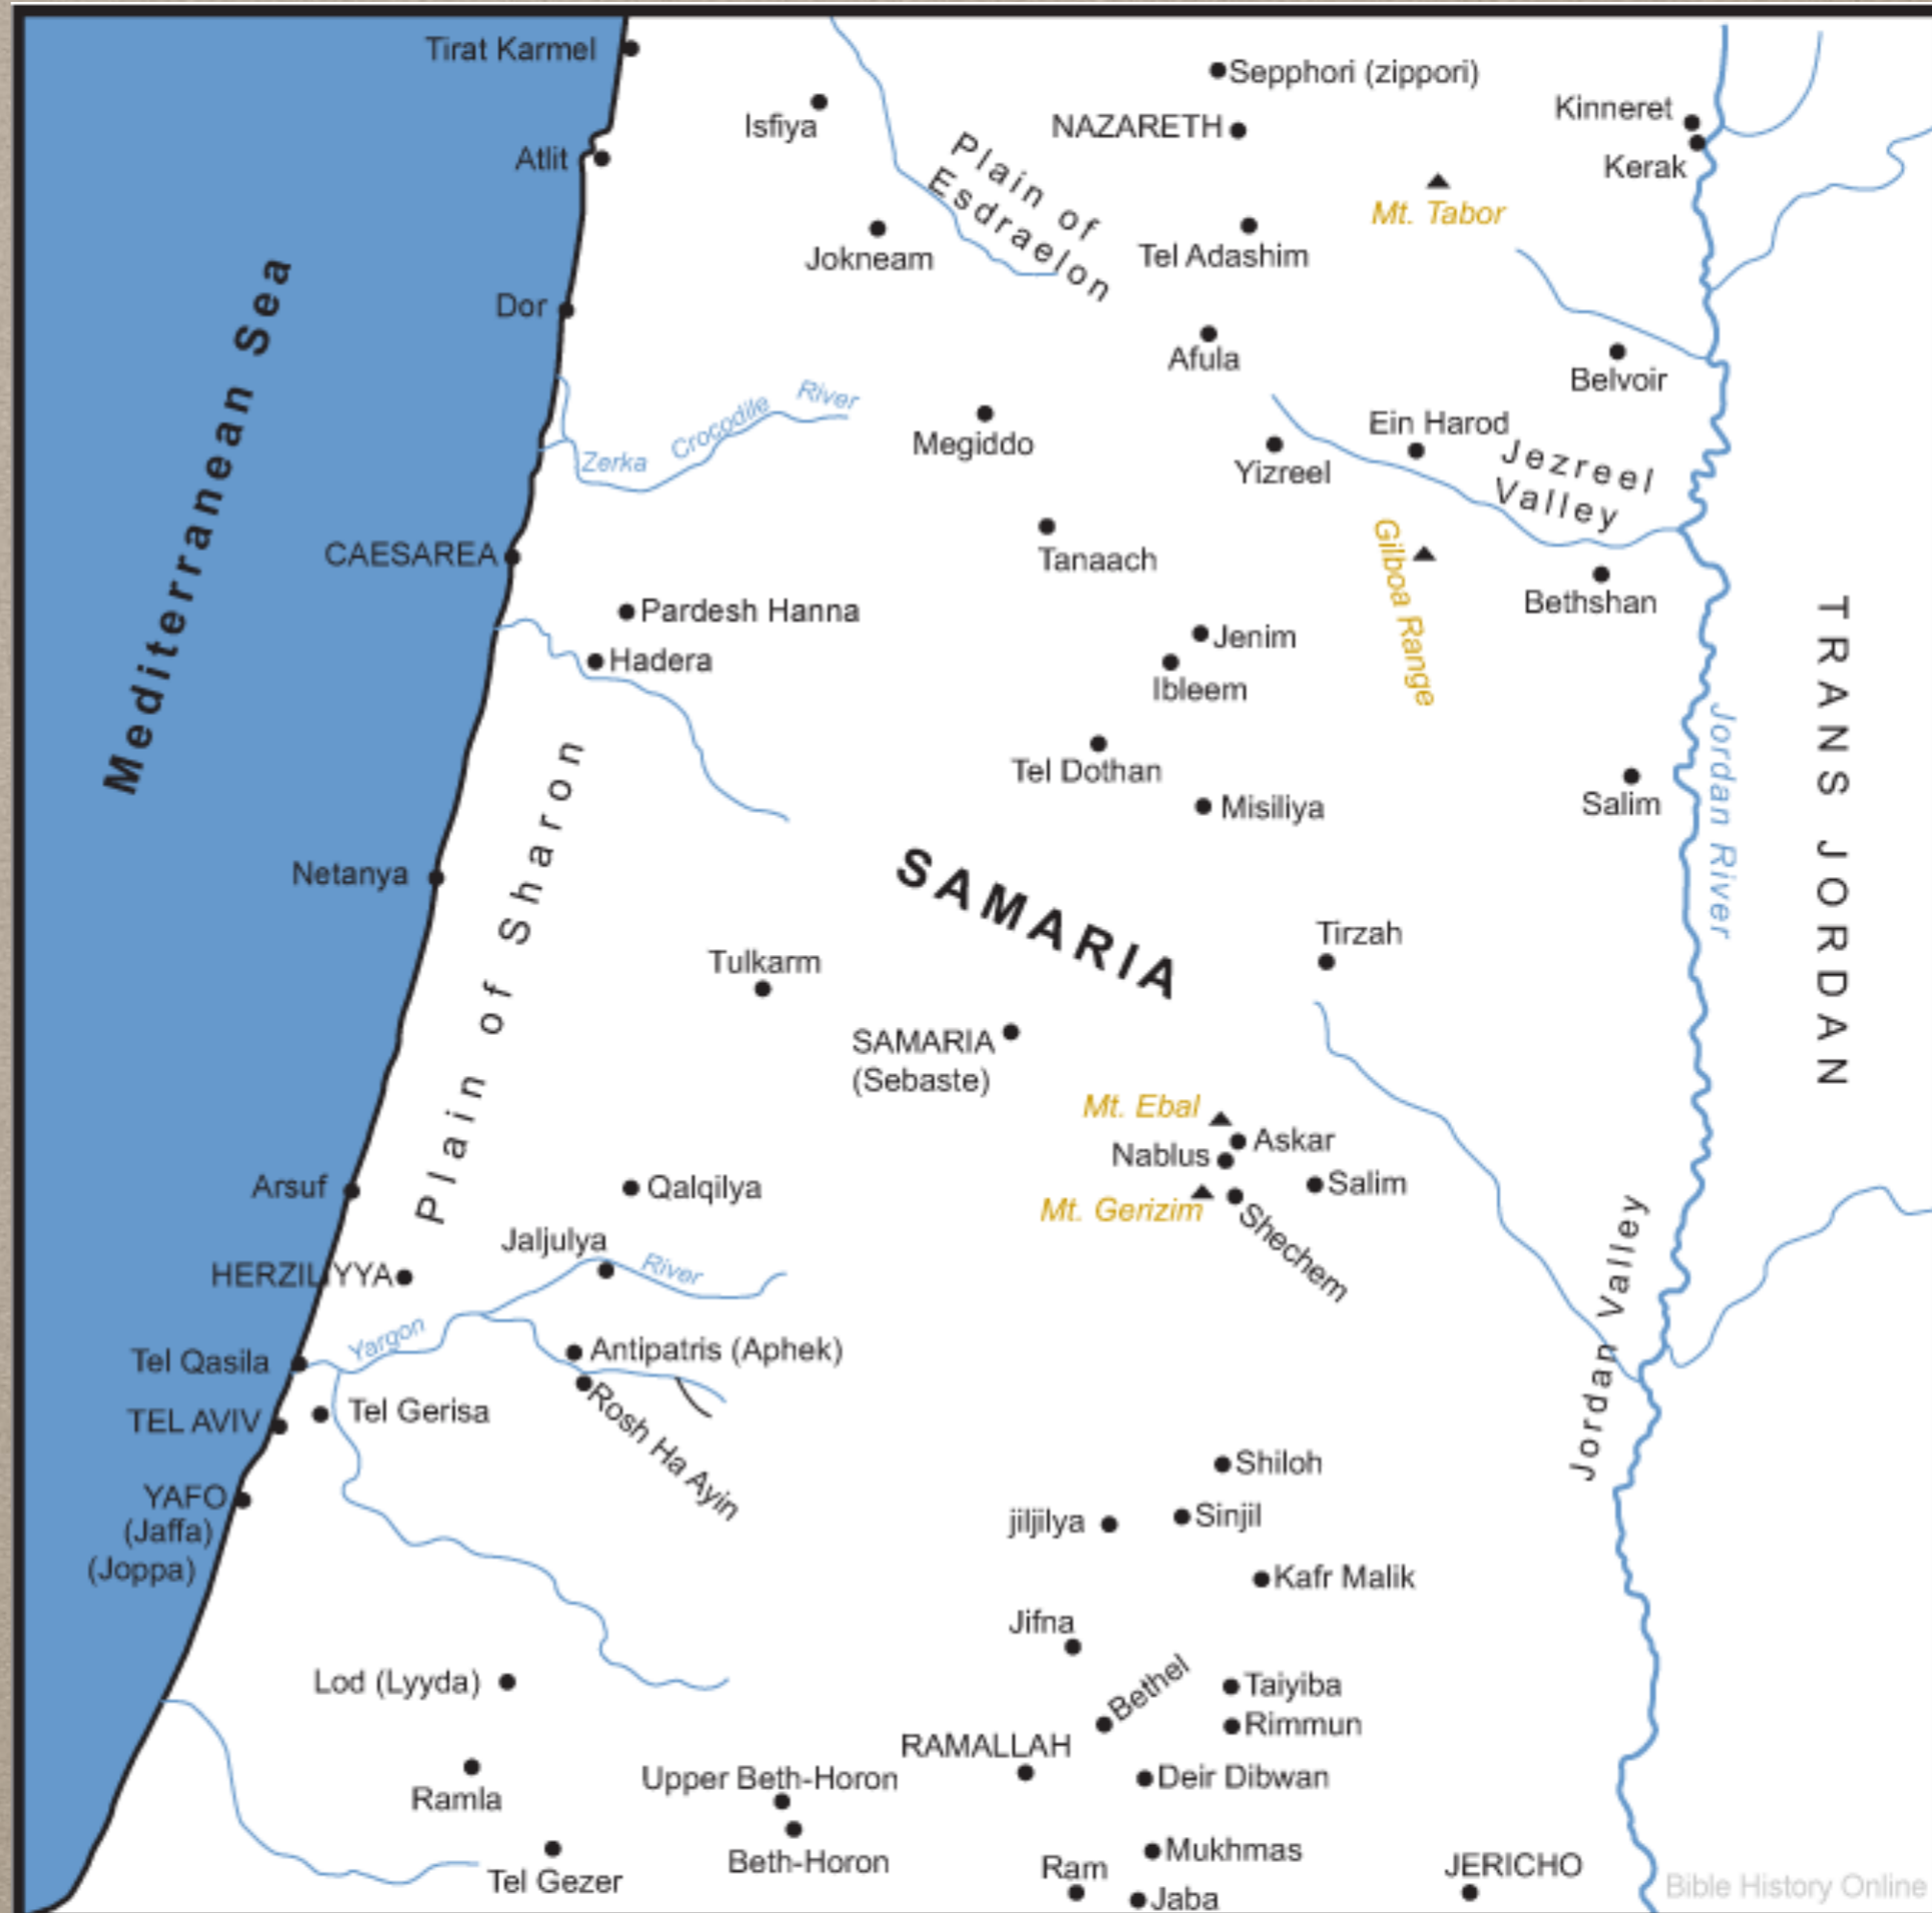 Tirat Karmel
Sepphori (zippori)
Isfiya
NAZARETH
Kinneret
Atlit
Kerak
Plain of
Esdraelon
Mt. Tabor
Jokneam
Tel Adashim
Mediterranean Sea
Dor
Afula
Belvoir
Zerka Crocodile River
Megiddo
Ein Harod
Yizreel
Jezreel
Valley
CAESAREA
Tanaach
Gilboa Range
Bethshan
Pardesh Hanna
TRANS JORDAN
Jenim
Hadera
Ibleem
Jordan River
Tel Dothan
Misiliya
Salim
Plain of Sharon
Netanya
SAMARIA
Tirzah
Tulkarm
SAMARIA
(Sebaste)
Mt. Ebal
Askar
Nablus
Arsuf
Qalqilya
Salim
Mt. Gerizim
Shechem
Jaljulya
Jordan Valley
HERZILIYYA
Yargon River
Antipatris (Aphek)
Tel Qasila
Tel Gerisa
TEL AVIV
Rosh Ha Ayin
Shiloh
YAFO
(Jaffa)
(Joppa)
jiljilya
Sinjil
Kafr Malik
Jifna
Lod (Lyyda)
Bethel
Taiyiba
Rimmun
RAMALLAH
Upper Beth-Horon
Deir Dibwan
Ramla
Beth-Horon
Mukhmas
Tel Gezer
Ram
JERICHO
Jaba
Bible History Online